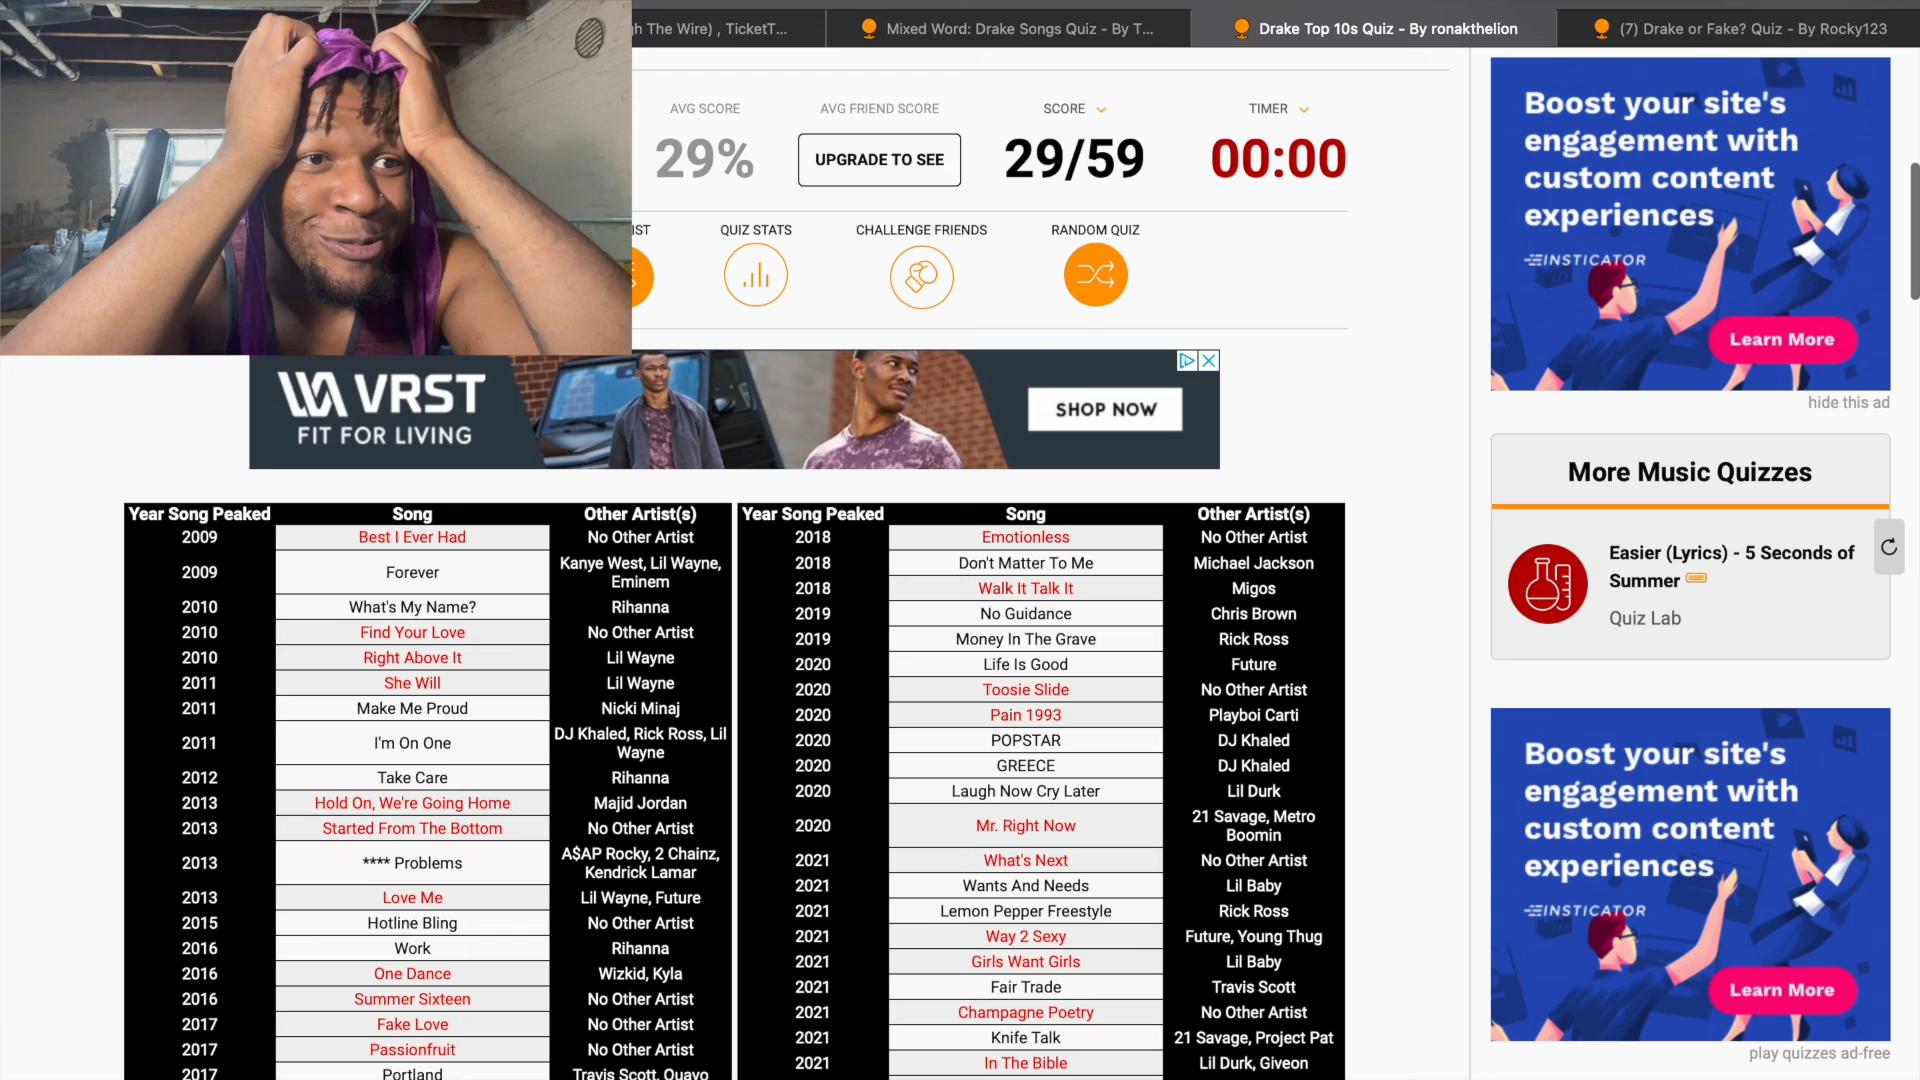 gh The Wire) , TicketT...
Mixed Word: Drake Songs Quiz - By T...
Drake Top 10s Quiz - By ronakthelion
(7) Drake or Fake? Quiz - By Rocky123
AVG SCORE
AVG FRIEND SCORE
SCORE
TIMER
29%
UPGRADE TO SEE
29/59
00:00
IST
QUIZ STATS
CHALLENGE FRIENDS
RANDOM QUIZ
VRST
FIT FOR LIVING
SHOP NOW
Year Song Peaked Song Other Artist(s)
2009 Best I Ever Had No Other Artist
2009 Forever Kanye West, Lil Wayne,
Eminem
2010 What's My Name? Rihanna
2010 Find Your Love No Other Artist
2010 Right Above It Lil Wayne
2011 She Will Lil Wayne
2011 Make Me Proud Nicki Minaj
2011 I'm On One DJ Khaled, Rick Ross, Lil
Wayne
2012 Take Care Rihanna
2013 Hold On, We're Going Home Majid Jordan
2013 Started From The Bottom No Other Artist
2013 **** Problems A$AP Rocky, 2 Chainz,
Kendrick Lamar
2013 Love Me Lil Wayne, Future
2015 Hotline Bling No Other Artist
2016 Work Rihanna
2016 One Dance Wizkid, Kyla
2016 Summer Sixteen No Other Artist
2017 Fake Love No Other Artist
2017 Passionfruit No Other Artist
2017 Portland Travis Scott, Quavo
Year Song Peaked Song Other Artist(s)
2018 Emotionless No Other Artist
2018 Don't Matter To Me Michael Jackson
2018 Walk It Talk It Migos
2019 No Guidance Chris Brown
2019 Money In The Grave Rick Ross
2020 Life Is Good Future
2020 Toosie Slide No Other Artist
2020 Pain 1993 Playboi Carti
2020 POPSTAR DJ Khaled
2020 GREECE DJ Khaled
2020 Laugh Now Cry Later Lil Durk
2020 Mr. Right Now 21 Savage, Metro
Boomin
2021 What's Next No Other Artist
2021 Wants And Needs Lil Baby
2021 Lemon Pepper Freestyle Rick Ross
2021 Way 2 Sexy Future, Young Thug
2021 Girls Want Girls Lil Baby
2021 Fair Trade Travis Scott
2021 Champagne Poetry No Other Artist
2021 Knife Talk 21 Savage, Project Pat
2021 In The Bible Lil Durk, Giveon
Boost your site's
engagement with
custom content
experiences
INSTICATOR
Learn More
hide this ad
More Music Quizzes
Easier (Lyrics) - 5 Seconds of
Summer
Quiz Lab
Boost your site's
engagement with
custom content
experiences
INSTICATOR
Learn More
play quizzes ad-free